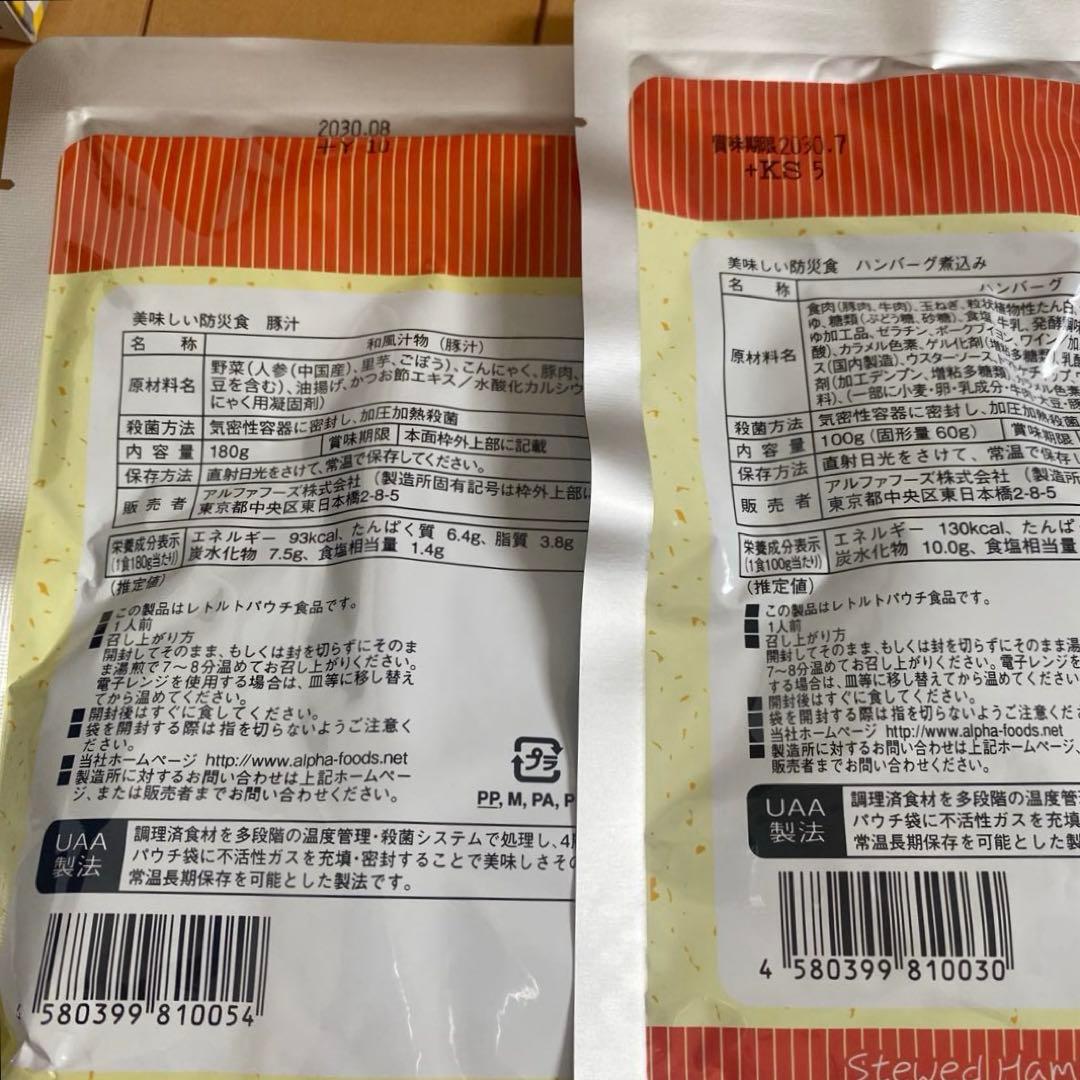 2030.08
+Y 10
美味しい防災食 豚汁
名 称 和風汁物(豚汁)
原材料名 野菜(人参(中国産)、里芋、ごぼう)、こんにゃく、豚肉、
豆を含む)、油揚げ、かつお節エキス/水酸化カルシウ
にゃく用凝固剤)
殺菌方法 気密性容器に密封し、加圧加熱殺菌
内容量 180g 賞味期限 本面枠外上部に記載
保存方法 直射日光をさけて、常温で保存してください。
販売者 アルファフーズ株式会社 (製造所固有記号は枠外上部に
東京都中央区東日本橋2-8-5
栄養成分表示 (1食180g当たり) エネルギー 93kcal、たんぱく質 6.4g、脂質 3.8g
炭水化物 7.5g、食塩相当量 1.4g
(推定値)
■この製品はレトルトパウチ食品です。
■1人前
■召し上がり方
開封してそのまま、もしくは封を切らずにそのま
ま湯煎で7〜8分温めてお召し上がりください。
電子レンジを使用する場合は、皿等に移し替え
てから温めてください。
■開封後はすぐに食してください。
■袋を開封する際は指を切らないようご注意く
ださい。
■当社ホームページ http://www.alpha-foods.net
■製造所に対するお問い合わせは上記ホームペー
ジ、または販売者までお問い合わせください。
プラ
PP, M, PA, P
UAA
製法
調理済食材を多段階の温度管理・殺菌システムで処理し、4
パウチ袋に不活性ガスを充填・密封することで美味しさその
常温長期保存を可能とした製法です。
4 580399 810054
賞味期限2030.7
+KS 5
美味しい防災食 ハンバーグ煮込み
名 称 ハンバーグ
原材料名 食肉(豚肉、牛肉)、玉ねぎ、粒状植物性たん白、
ゆ、糖類(ぶどう糖、砂糖)、食塩、牛乳、発酵調味
ゆ加工品、ゼラチン、ポークブイヨン、ワイン/加
酸)、カラメル色素、ゲル化剤(増粘多糖類)、乳酸
ス(国内製造)、ウスターソース、
剤(加工デンプン、増粘多糖類)、カラメル色素
料)、(一部に小麦・卵・乳成分・牛肉・大豆・豚
殺菌方法 気密性容器に密封し、加圧加熱殺菌
内容量 100g(固形量 60g) 賞味期限
保存方法 直射日光をさけて、常温で保存し
販売者 アルファフーズ株式会社 (製造所
東京都中央区東日本橋2-8-5
栄養成分表示 (1食100g当たり) エネルギー 130kcal、たんぱ
炭水化物 10.0g、食塩相当量
(推定値)
■この製品はレトルトパウチ食品です。
■1人前
■召し上がり方
開封してそのまま、もしくは封を切らずにそのまま湯
7〜8分温めてお召し上がりください。電子レンジを
する場合は、皿等に移し替えてから温めてください。
■開封後はすぐに食してください。
■袋を開封する際は指を切らないようご注意くだ
■当社ホームページ http://www.alpha-foods.net
■製造所に対するお問い合わせは上記ホームページ、
販売者までお問い合わせください。
UAA
製法
調理済食材を多段階の温度管理
パウチ袋に不活性ガスを充填
常温長期保存を可能とした製
4 580399 810030
Stewed Ham